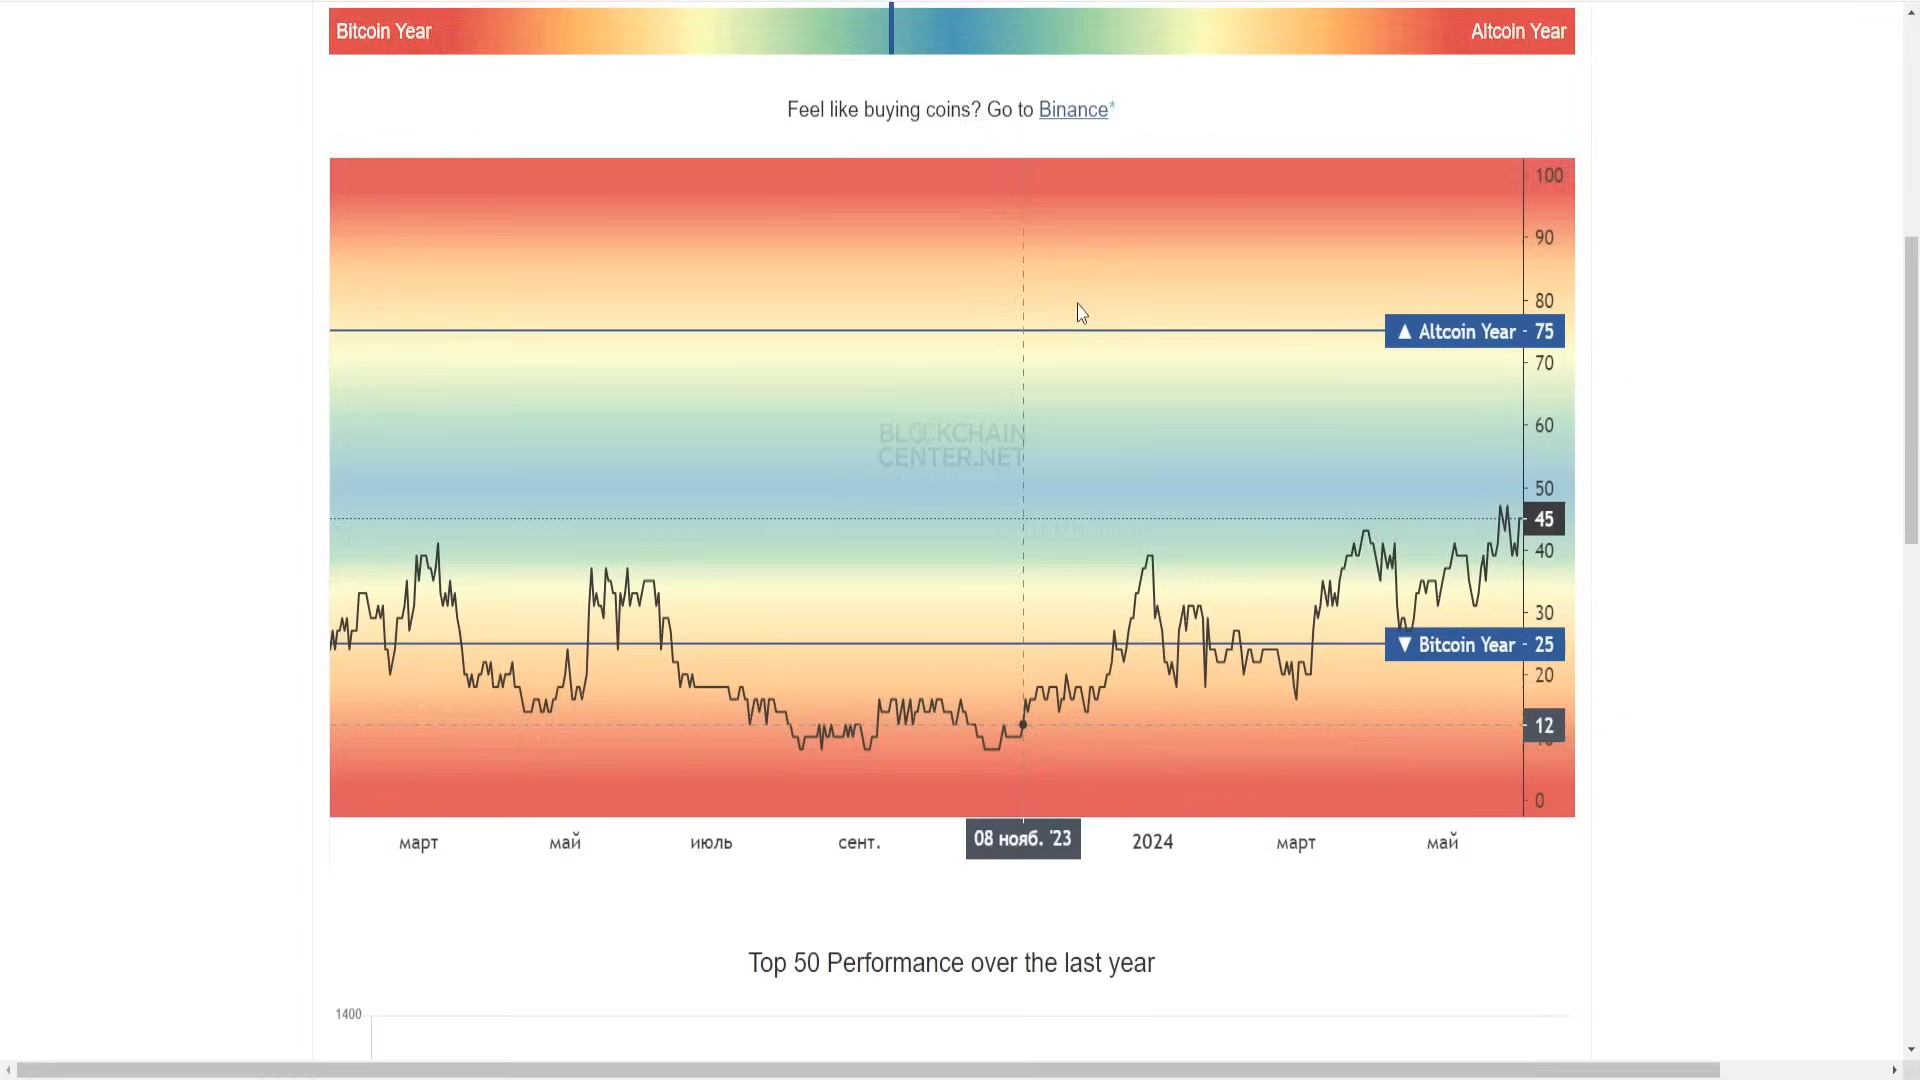 Bitcoin Year
Altcoin Year
Feel like buying coins? Go to Binance*
100
90
80
▲ Altcoin Year - 75
70
60
BLOCKCHAIN
CENTER.NET
50
45
40
30
▼ Bitcoin Year - 25
20
12
10
0
март май июль сент. 08 нояб. '23 2024 март май
Top 50 Performance over the last year
1400